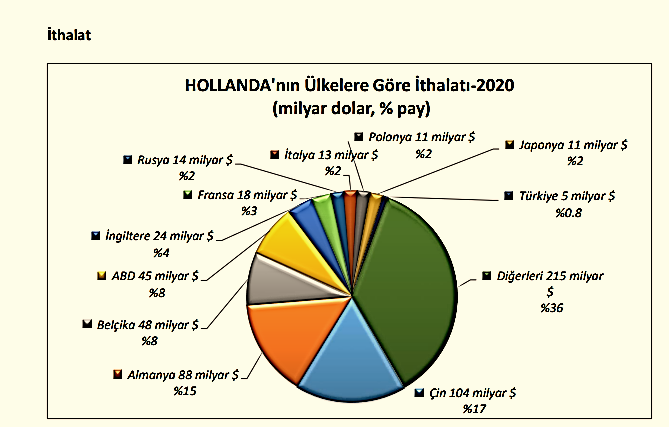 İthalat
HOLLANDA'nın Ülkelere Göre İthalatı-2020
(milyar dolar, % pay)
Polonya 11 milyar $
%2
Japonya 11 milyar $
%2
İtalya 13 milyar $
%2
Rusya 14 milyar $
%2
Fransa 18 milyar $
%3
Türkiye 5 milyar $
%0.8
İngiltere 24 milyar $
%4
ABD 45 milyar $
%8
Diğerleri 215 milyar
$
%36
Belçika 48 milyar $
%8
Almanya 88 milyar $
%15
Çin 104 milyar $
%17